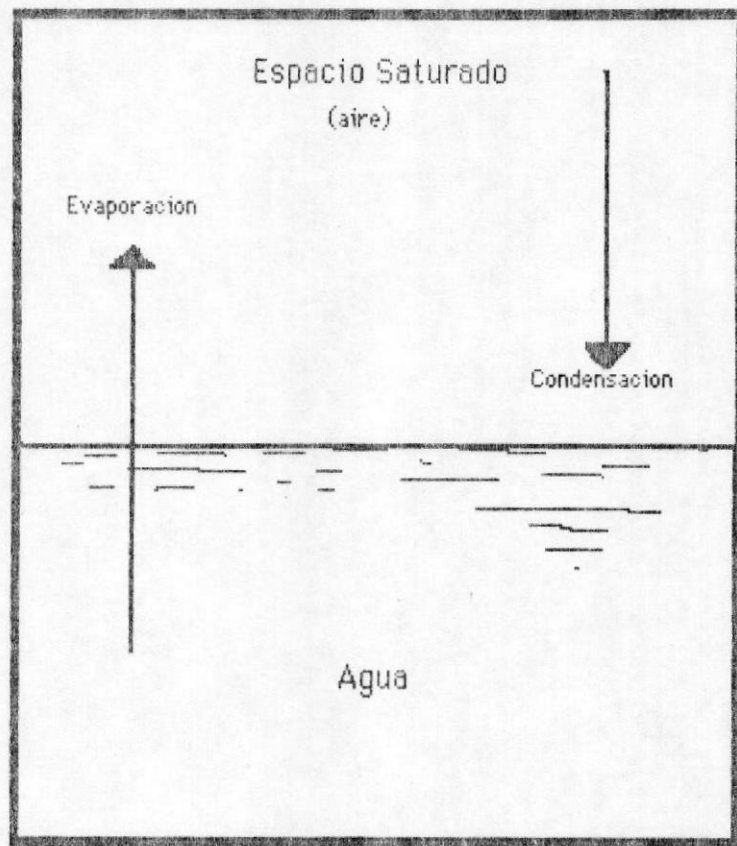 Espacio Saturado
(aire)
Evaporacion
Condensacion
Agua